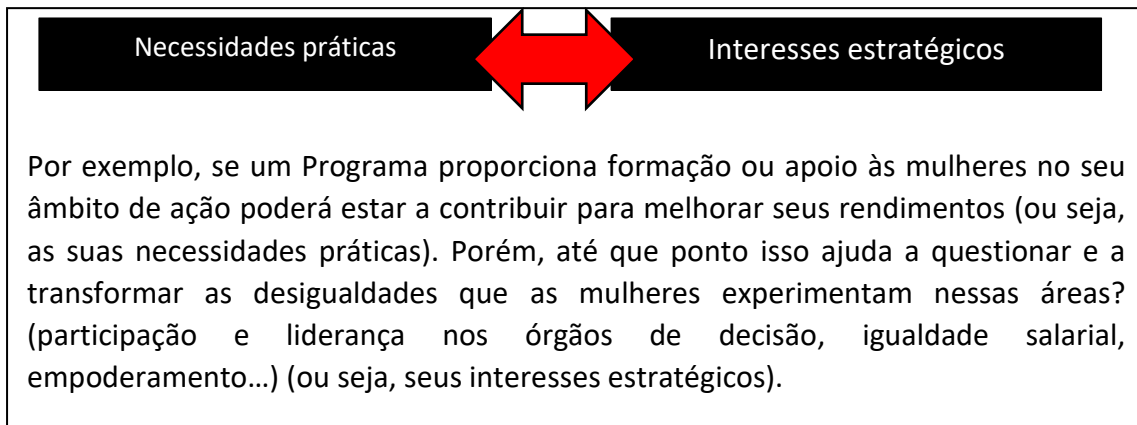 Necessidades práticas
Interesses estratégicos
Por exemplo, se um Programa proporciona formação ou apoio às mulheres no seu
âmbito de ação poderá estar a contribuir para melhorar seus rendimentos (ou seja,
as suas necessidades práticas). Porém, até que ponto isso ajuda a questionar e a
transformar as desigualdades que as mulheres experimentam nessas áreas?
(participação e liderança nos órgãos de decisão, igualdade salarial,
empoderamento…) (ou seja, seus interesses estratégicos).